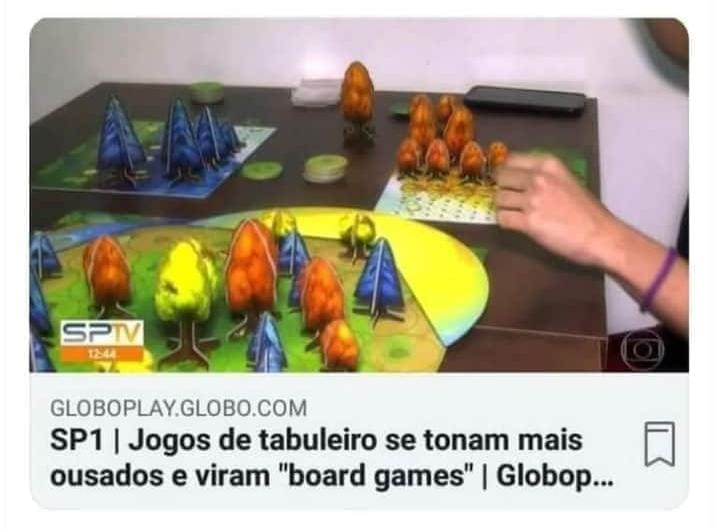 SPTV
12:44
GLOBOPLAY.GLOBO.COM
SP1 | Jogos de tabuleiro se tonam mais
ousados e viram "board games" | Globop...